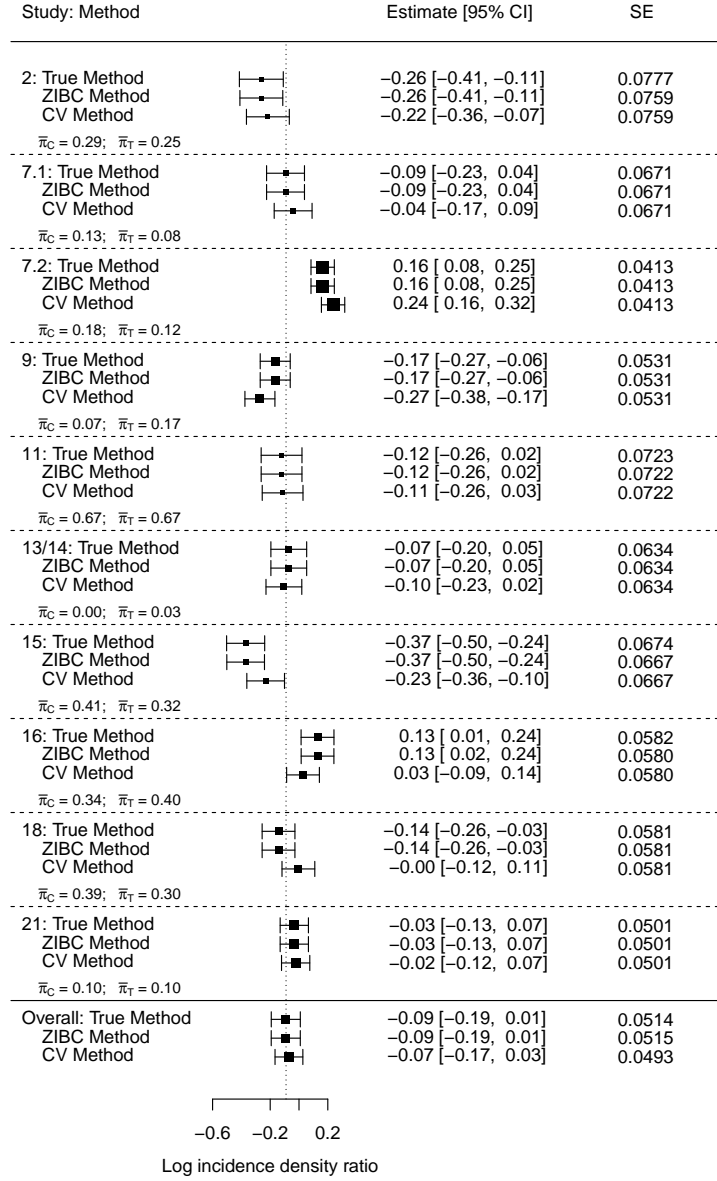 Study: Method Estimate [95% CI] SE
2: True Method −0.26 [−0.41, −0.11] 0.0777
ZIBC Method −0.26 [−0.41, −0.11] 0.0759
CV Method −0.22 [−0.36, −0.07] 0.0759
π̅C = 0.29; π̅T = 0.25
7.1: True Method −0.09 [−0.23, 0.04] 0.0671
ZIBC Method −0.09 [−0.23, 0.04] 0.0671
CV Method −0.04 [−0.17, 0.09] 0.0671
π̅C = 0.13; π̅T = 0.08
7.2: True Method 0.16 [ 0.08, 0.25] 0.0413
ZIBC Method 0.16 [ 0.08, 0.25] 0.0413
CV Method 0.24 [ 0.16, 0.32] 0.0413
π̅C = 0.18; π̅T = 0.12
9: True Method −0.17 [−0.27, −0.06] 0.0531
ZIBC Method −0.17 [−0.27, −0.06] 0.0531
CV Method −0.27 [−0.38, −0.17] 0.0531
π̅C = 0.07; π̅T = 0.17
11: True Method −0.12 [−0.26, 0.02] 0.0723
ZIBC Method −0.12 [−0.26, 0.02] 0.0722
CV Method −0.11 [−0.26, 0.03] 0.0722
π̅C = 0.67; π̅T = 0.67
13/14: True Method −0.07 [−0.20, 0.05] 0.0634
ZIBC Method −0.07 [−0.20, 0.05] 0.0634
CV Method −0.10 [−0.23, 0.02] 0.0634
π̅C = 0.00; π̅T = 0.03
15: True Method −0.37 [−0.50, −0.24] 0.0674
ZIBC Method −0.37 [−0.50, −0.24] 0.0667
CV Method −0.23 [−0.36, −0.10] 0.0667
π̅C = 0.41; π̅T = 0.32
16: True Method 0.13 [ 0.01, 0.24] 0.0582
ZIBC Method 0.13 [ 0.02, 0.24] 0.0580
CV Method 0.03 [−0.09, 0.14] 0.0580
π̅C = 0.34; π̅T = 0.40
18: True Method −0.14 [−0.26, −0.03] 0.0581
ZIBC Method −0.14 [−0.26, −0.03] 0.0581
CV Method −0.00 [−0.12, 0.11] 0.0581
π̅C = 0.39; π̅T = 0.30
21: True Method −0.03 [−0.13, 0.07] 0.0501
ZIBC Method −0.03 [−0.13, 0.07] 0.0501
CV Method −0.02 [−0.12, 0.07] 0.0501
π̅C = 0.10; π̅T = 0.10
Overall: True Method −0.09 [−0.19, 0.01] 0.0514
ZIBC Method −0.09 [−0.19, 0.01] 0.0515
CV Method −0.07 [−0.17, 0.03] 0.0493
−0.6 −0.2 0.2
Log incidence density ratio